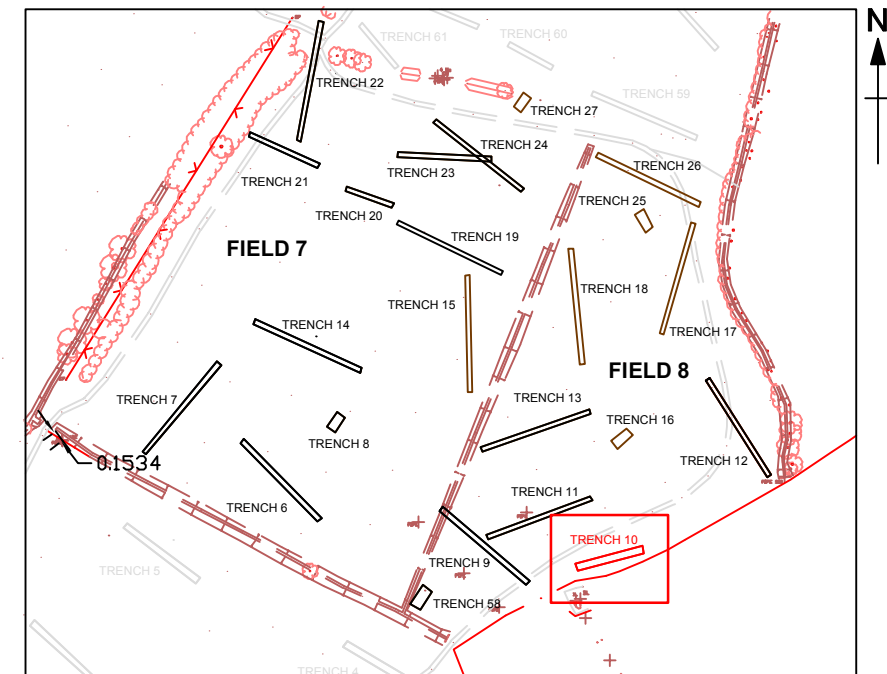 N
TRENCH 61
TRENCH 60
TRENCH 22
TRENCH 59
TRENCH 27
TRENCH 24
TRENCH 23
TRENCH 26
TRENCH 21
TRENCH 25
TRENCH 20
TRENCH 19
FIELD 7
TRENCH 18
TRENCH 15
TRENCH 17
TRENCH 14
FIELD 8
TRENCH 7
TRENCH 13
TRENCH 16
TRENCH 8
0.1534
TRENCH 12
TRENCH 11
TRENCH 6
TRENCH 10
TRENCH 9
TRENCH 5
TRENCH 58
TRENCH 4